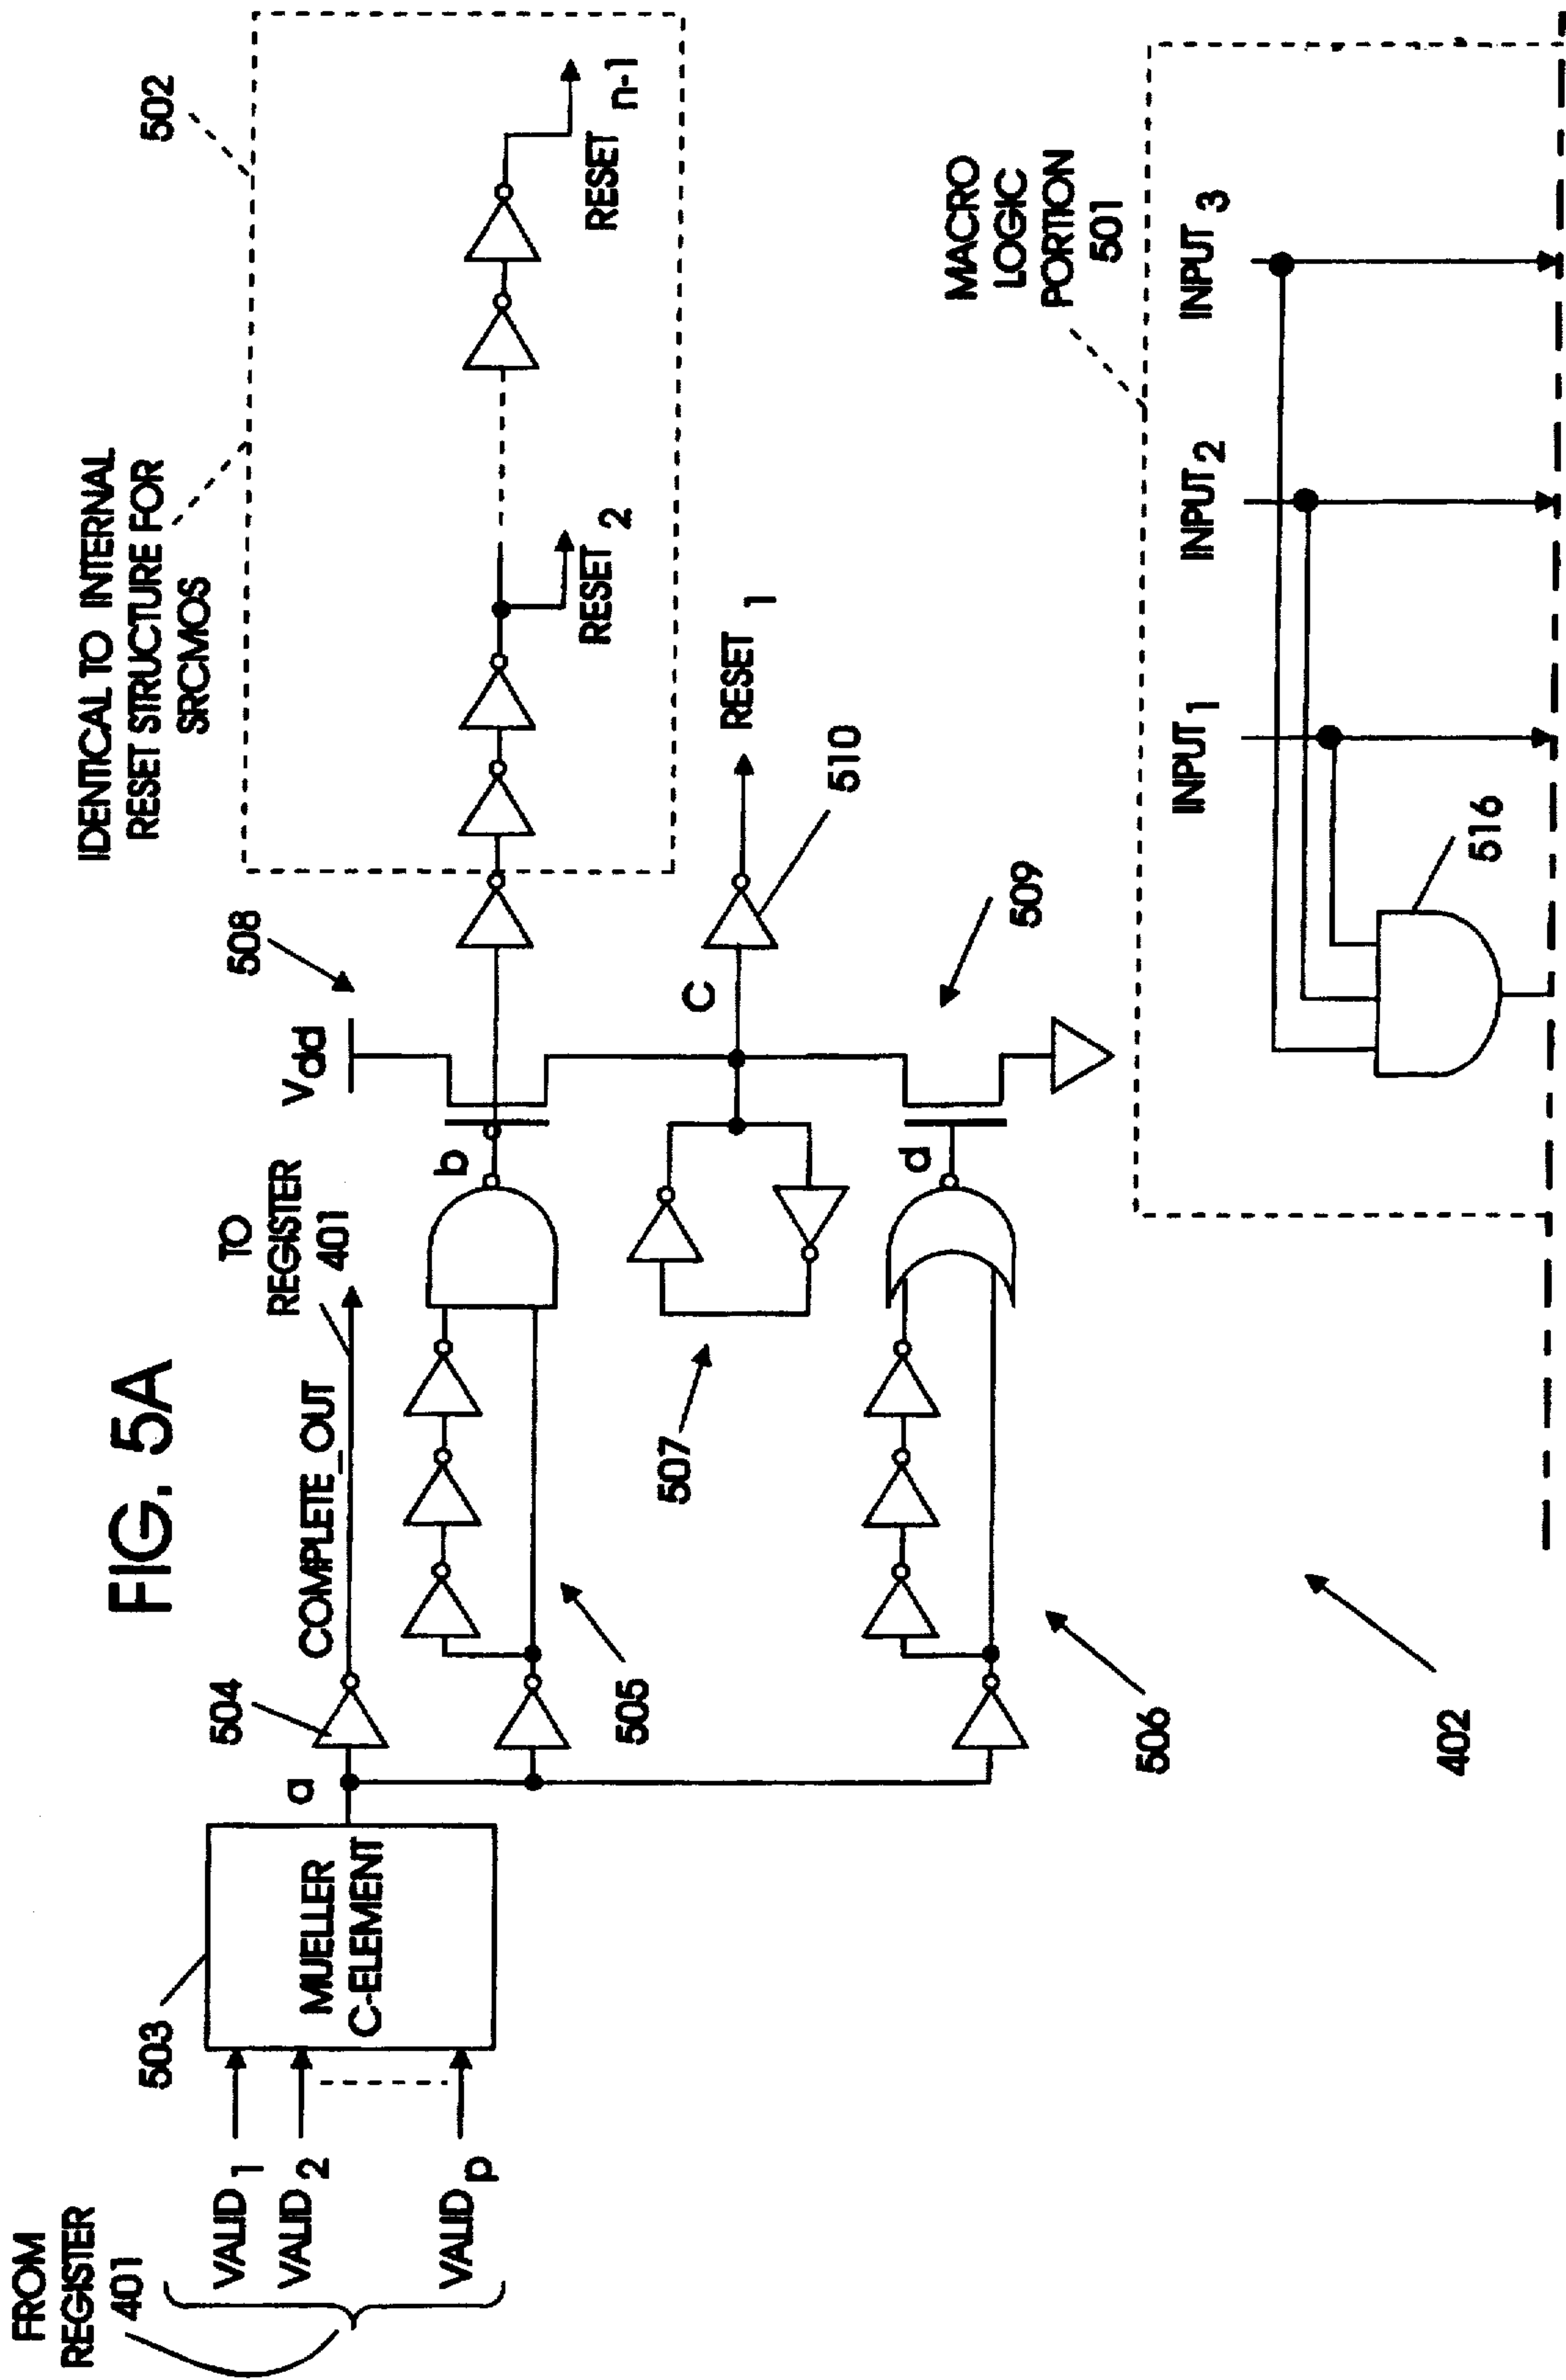 FIG. 5A
FROM
REGISTER
401
VALID 1
VALID 2
VALID p
503
MUELLER
C-ELEMENT
a
504
COMPLETE_OUT
TO
REGISTER
401
505
506
507
b
d
Vdd
508
C
509
510
RESET 1
IDENTICAL TO INTERNAL
RESET STRUCTURE FOR
SRCMOS
502
RESET 2
RESET n-1
402
MACRO
LOGIC
PORTION
501
INPUT 1
INPUT 2
INPUT 3
516